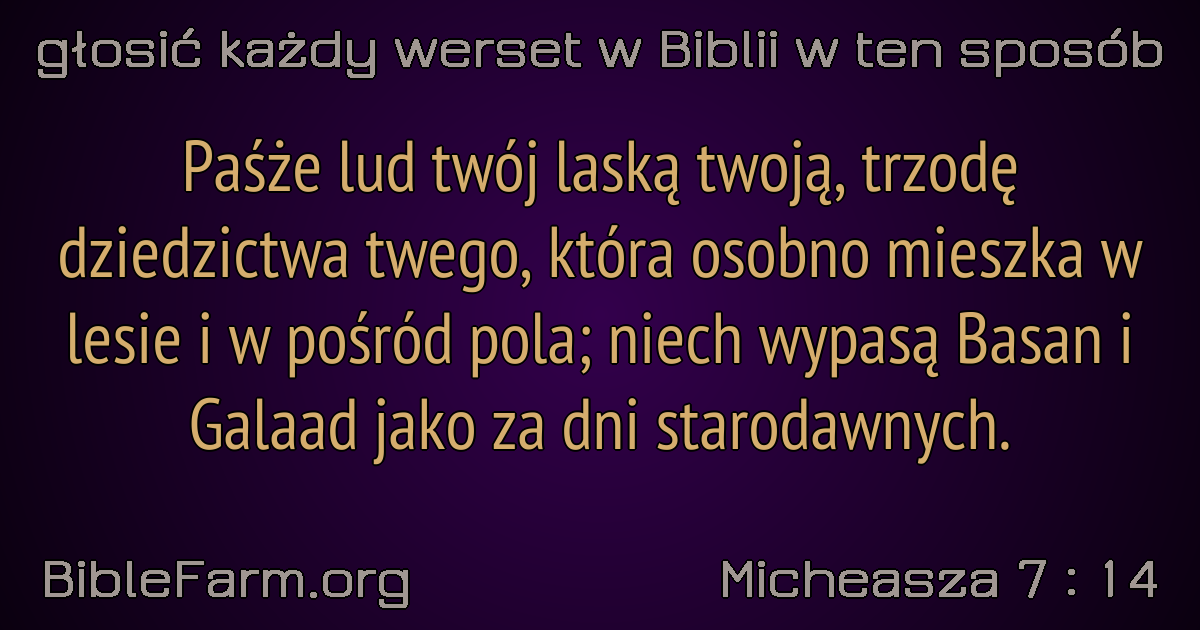 głosić każdy werset w Biblii w ten sposób
Paśże lud twój laską twoją, trzodę
dziedzictwa twego, która osobno mieszka w
lesie i w pośród pola; niech wypasą Basan i
Galaad jako za dni starodawnych.
BibleFarm.org
Micheasza 7 : 14